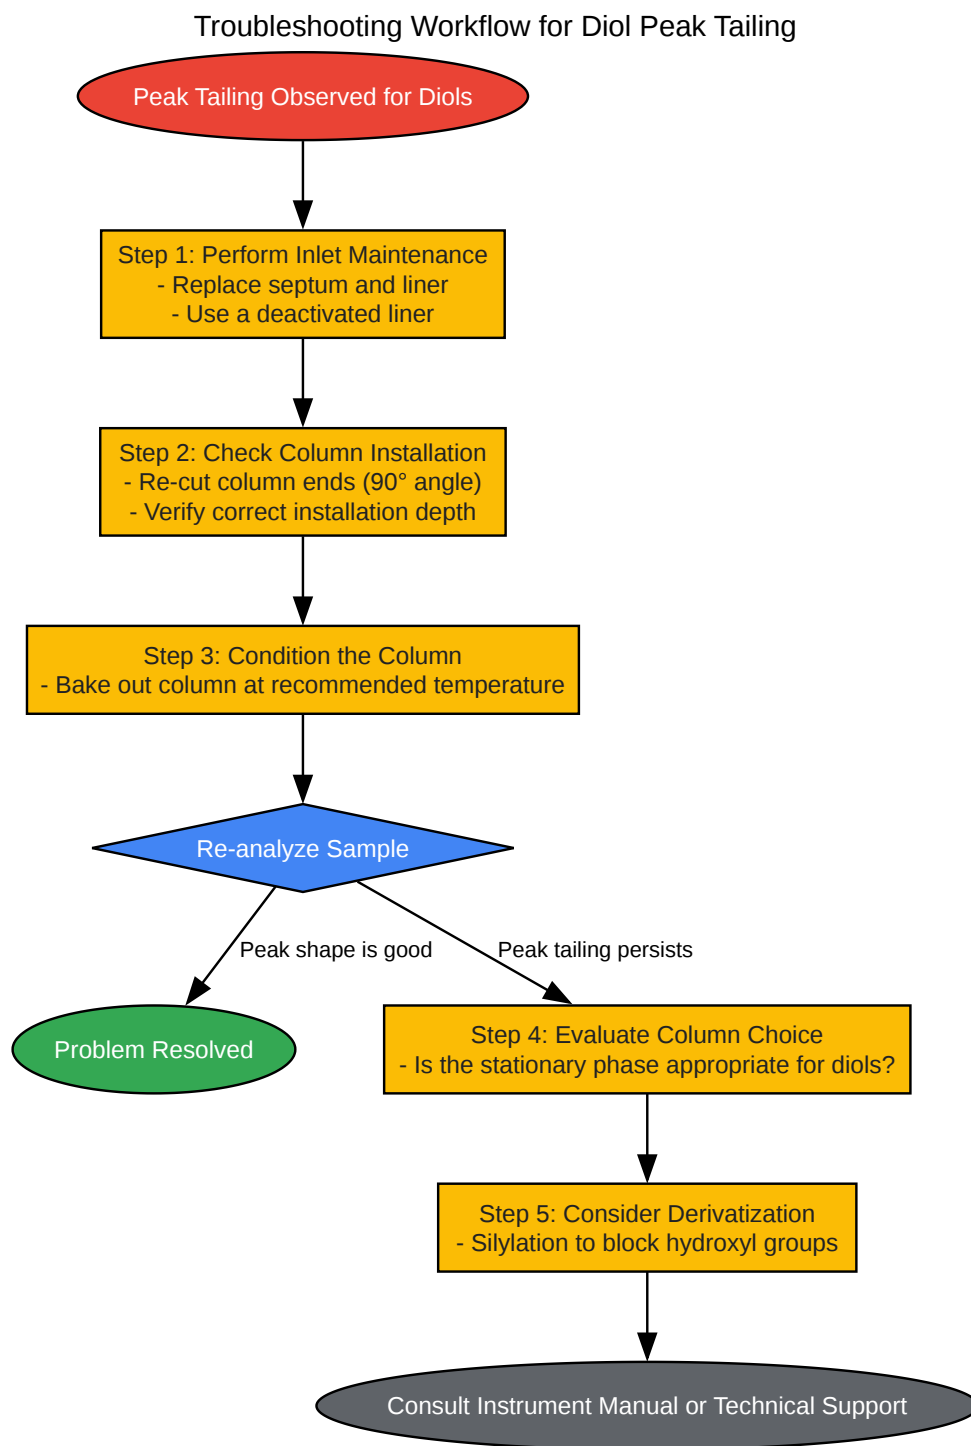 Troubleshooting Workflow for Diol Peak Tailing
Peak Tailing Observed for Diols
Step 1: Perform Inlet Maintenance
- Replace septum and liner
- Use a deactivated liner
Step 2: Check Column Installation
- Re-cut column ends (90° angle)
- Verify correct installation depth
Step 3: Condition the Column
- Bake out column at recommended temperature
Re-analyze Sample
Peak shape is good
Peak tailing persists
Problem Resolved
Step 4: Evaluate Column Choice
- Is the stationary phase appropriate for diols?
Step 5: Consider Derivatization
- Silylation to block hydroxyl groups
Consult Instrument Manual or Technical Support